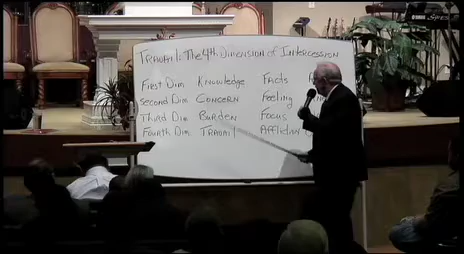 TRAVAIL: THE 4th DIMENSION OF INTERCESSION
FIRST DIM KNOWLEDGE FACTS
SECOND DIM CONCERN FEELING
THIRD DIM BURDEN FOCUS
FOURTH DIM TRAVAIL